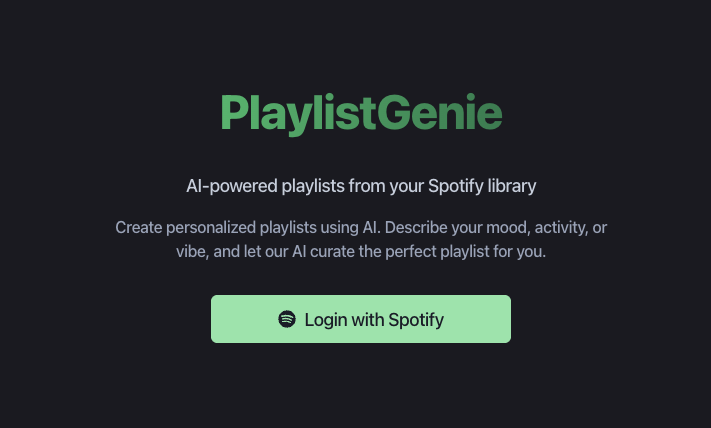 PlaylistGenie
AI-powered playlists from your Spotify library
Create personalized playlists using AI. Describe your mood, activity, or
vibe, and let our AI curate the perfect playlist for you.
Login with Spotify